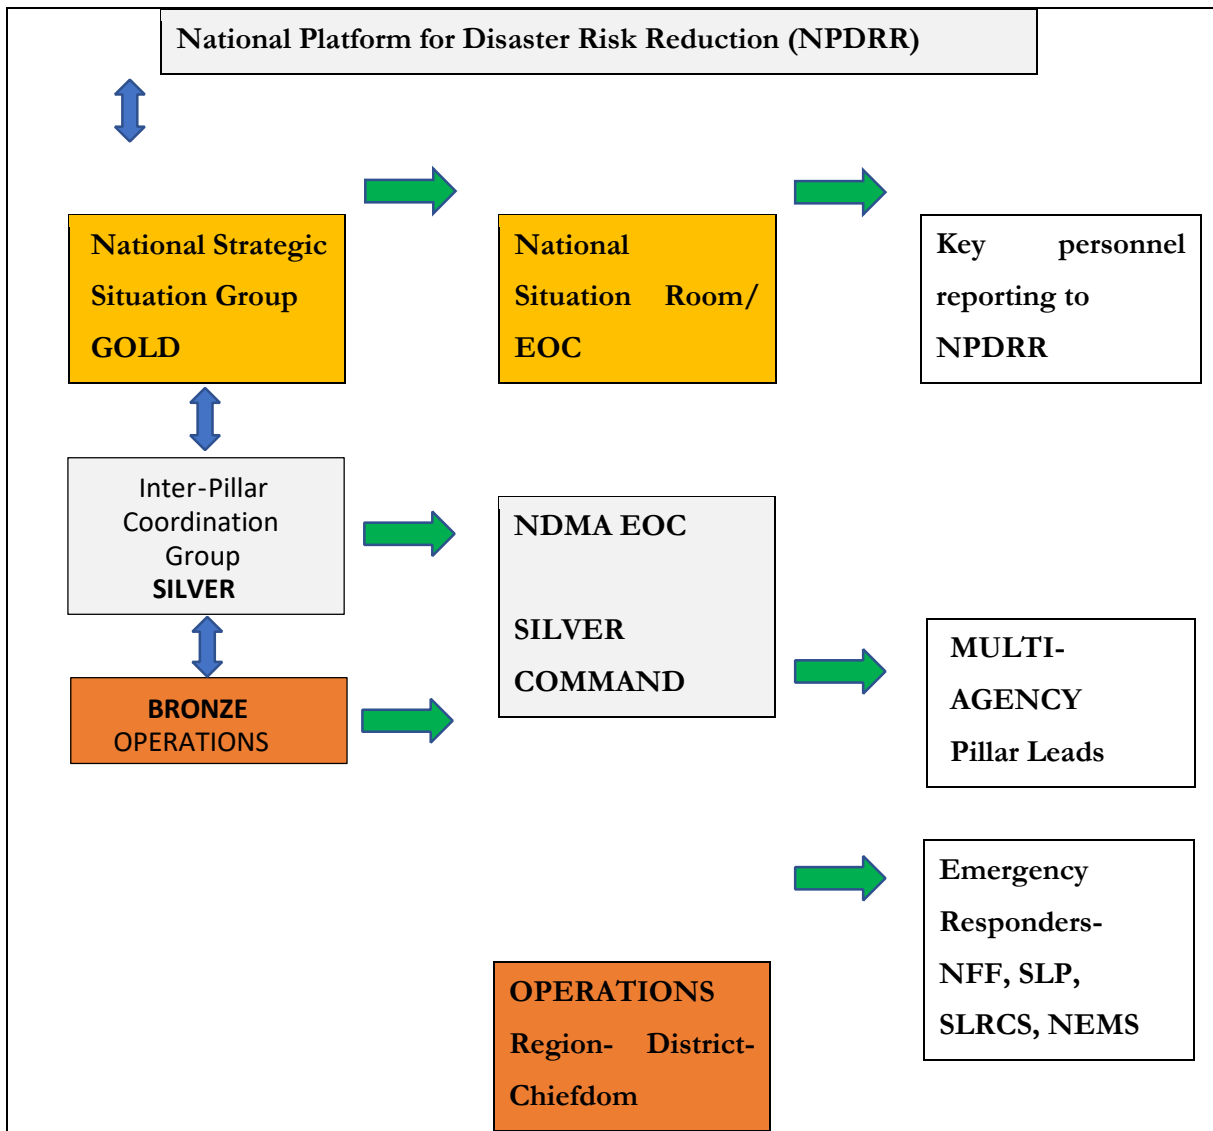 National Platform for Disaster Risk Reduction (NPDRR)
National Strategic
Situation Group
GOLD
National
Situation Room/
EOC
Key personnel
reporting to
NPDRR
Inter-Pillar
Coordination
Group
SILVER
NDMA EOC
SILVER
COMMAND
BRONZE
OPERATIONS
MULTI-
AGENCY
Pillar Leads
Emergency
Responders-
NFF, SLP,
SLRCS, NEMS
OPERATIONS
Region- District-
Chiefdom